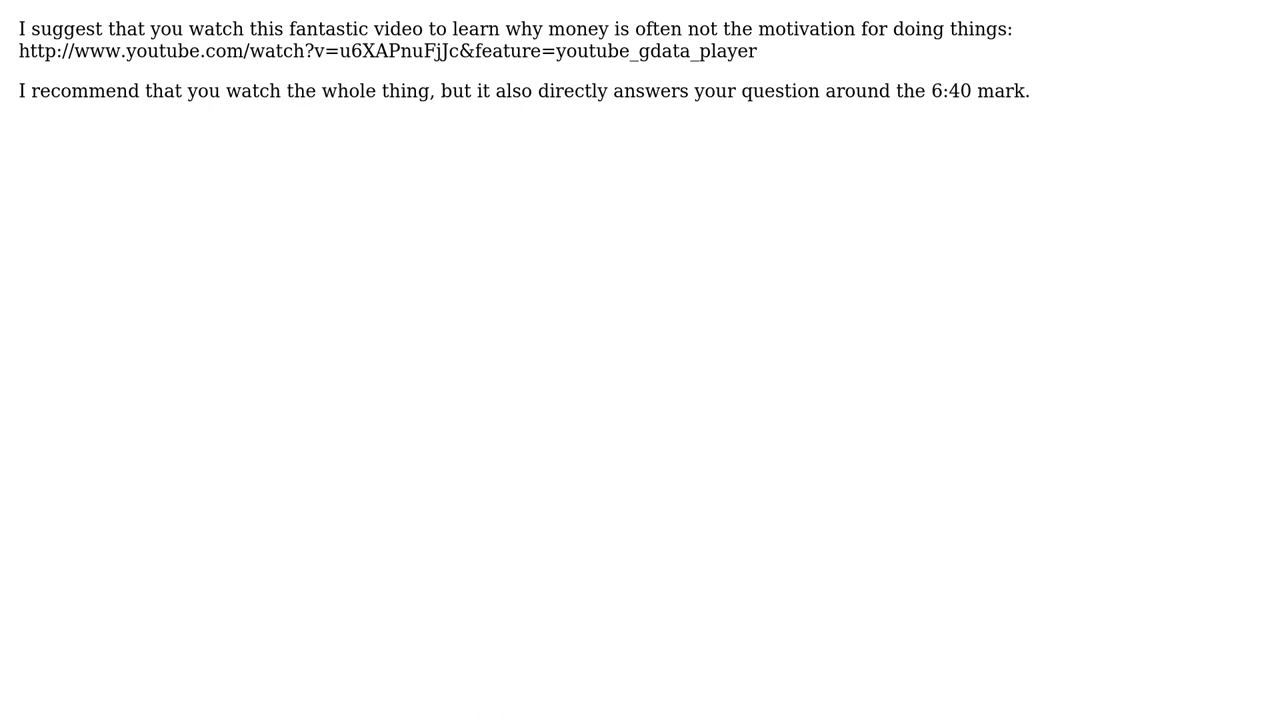 I suggest that you watch this fantastic video to learn why money is often not the motivation for doing things:
http://www.youtube.com/watch?v=u6XAPnuFjJc&feature=youtube_gdata_player
I recommend that you watch the whole thing, but it also directly answers your question around the 6:40 mark.